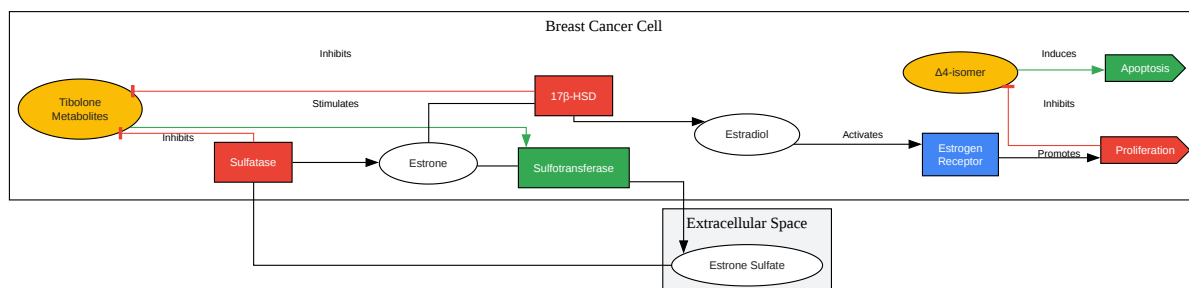 Breast Cancer Cell
Inhibits
Induces
Δ4-isomer
Apoptosis
17β-HSD
Tibolone
Metabolites
Stimulates
Inhibits
Inhibits
Estradiol
Activates
Estrogen
Receptor
Promotes
Proliferation
Sulfatase
Estrone
Sulfotransferase
Extracellular Space
Estrone Sulfate